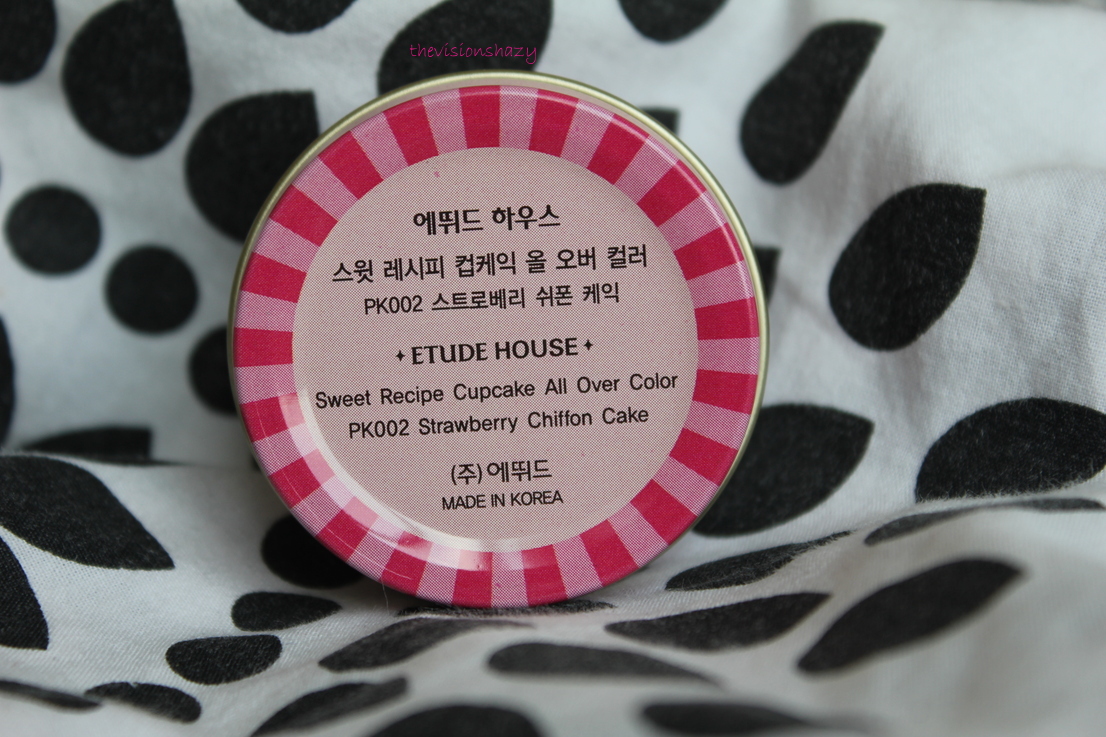 thevisionshazy
에뛰드 하우스
스윗 레시피 컵케익 올 오버 컬러
PK002 스트로베리 쉬폰 케익
ETUDE HOUSE
Sweet Recipe Cupcake All Over Color
PK002 Strawberry Chiffon Cake
(주)에뛰드
MADE IN KOREA